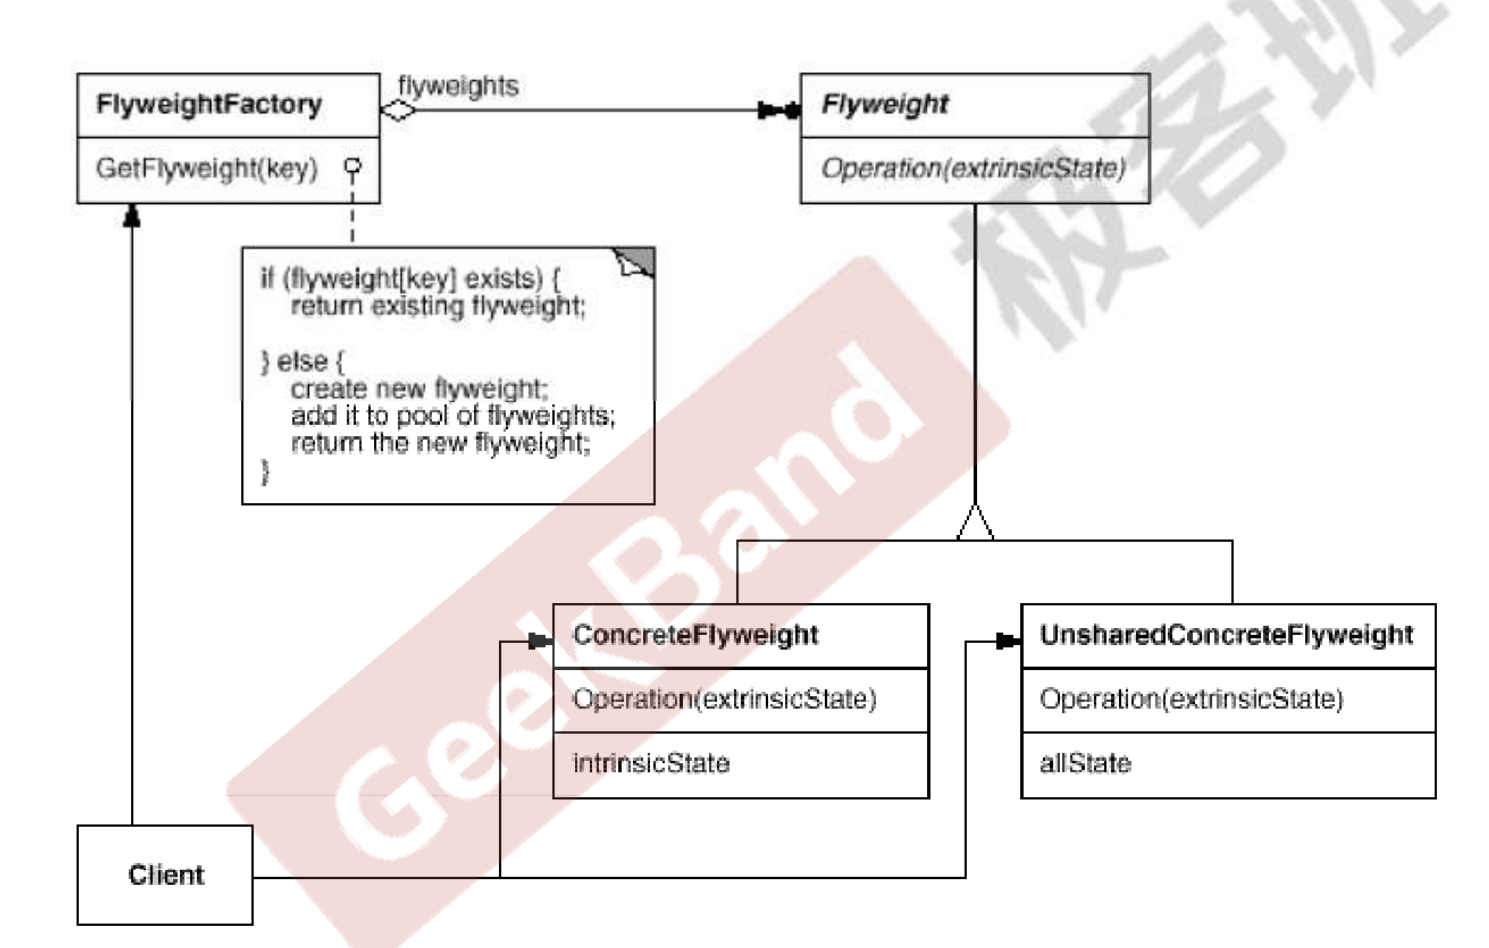 极客班
flyweights
FlyweightFactory
Flyweight
GetFlyweight(key)
Operation(extrinsicState)
if (flyweight[key] exists) {
return existing flyweight;
} else {
create new flyweight;
add it to pool of flyweights;
return the new flyweight;
}
GeekBand
ConcreteFlyweight
UnsharedConcreteFlyweight
Operation(extrinsicState)
Operation(extrinsicState)
intrinsicState
allState
Client